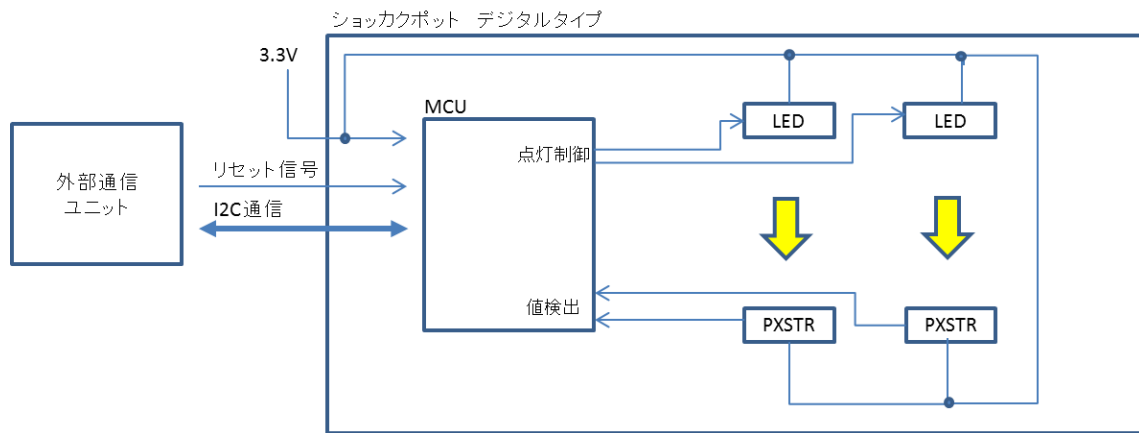 ショッカクポット　デジタルタイプ
3.3V
MCU
LED
LED
点灯制御
外部通信
ユニット
リセット信号
I2C通信
値検出
PXSTR
PXSTR